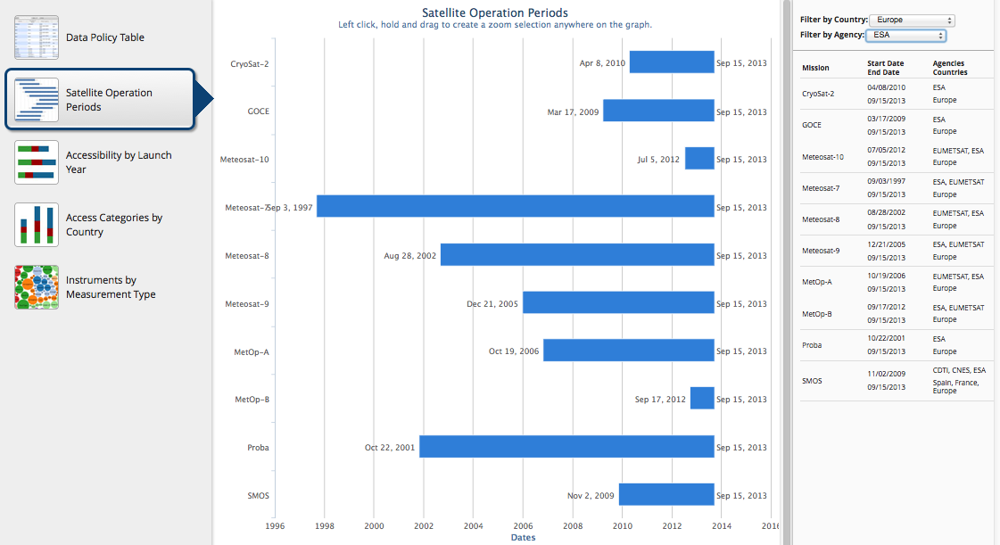 Data Policy Table
Satellite Operation
Periods
Accessibility by Launch
Year
Access Categories by
Country
Instruments by
Measurement Type
Satellite Operation Periods
Left click, hold and drag to create a zoom selection anywhere on the graph.
CryoSat-2 Apr 8, 2010 Sep 15, 2013
GOCE Mar 17, 2009 Sep 15, 2013
Meteosat-10 Jul 5, 2012 Sep 15, 2013
Meteosat-7 Sep 3, 1997 Sep 15, 2013
Meteosat-8 Aug 28, 2002 Sep 15, 2013
Meteosat-9 Dec 21, 2005 Sep 15, 2013
MetOp-A Oct 19, 2006 Sep 15, 2013
MetOp-B Sep 17, 2012 Sep 15, 2013
Proba Oct 22, 2001 Sep 15, 2013
SMOS Nov 2, 2009 Sep 15, 2013
1996 1998 2000 2002 2004 2006 2008 2010 2012 2014 2016
Dates
Filter by Country: Europe
Filter by Agency: ESA
Mission Start Date Agencies
End Date Countries
CryoSat-2 04/08/2010 ESA
09/15/2013 Europe
GOCE 03/17/2009 ESA
09/15/2013 Europe
Meteosat-10 07/05/2012 EUMETSAT, ESA
09/15/2013 Europe
Meteosat-7 09/03/1997 ESA, EUMETSAT
09/15/2013 Europe
Meteosat-8 08/28/2002 EUMETSAT, ESA
09/15/2013 Europe
Meteosat-9 12/21/2005 ESA, EUMETSAT
09/15/2013 Europe
MetOp-A 10/19/2006 EUMETSAT, ESA
09/15/2013 Europe
MetOp-B 09/17/2012 ESA, EUMETSAT
09/15/2013 Europe
Proba 10/22/2001 ESA
09/15/2013 Europe
SMOS 11/02/2009 CDTI, CNES, ESA
09/15/2013 Spain, France,
Europe